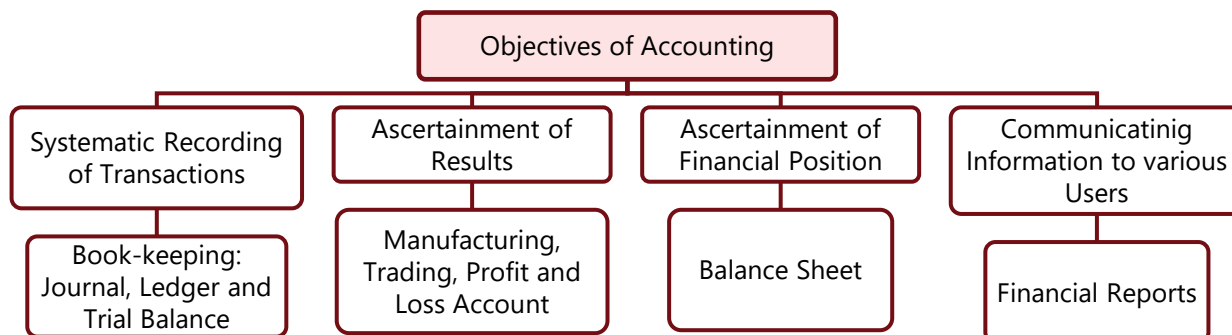 Objectives of Accounting
Systematic Recording
of Transactions
Ascertainment of
Results
Ascertainment of
Financial Position
Communicatinig
Information to various
Users
Book-keeping:
Journal, Ledger and
Trial Balance
Manufacturing,
Trading, Profit and
Loss Account
Balance Sheet
Financial Reports